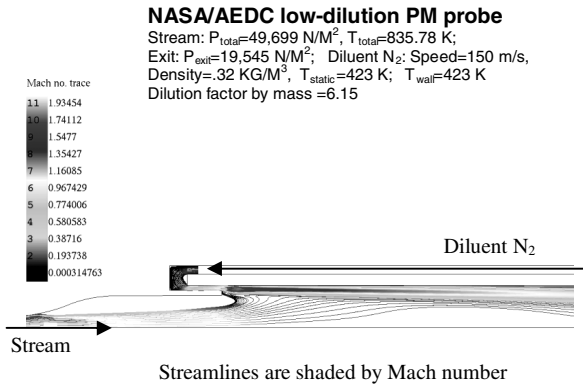 NASA/AEDC low-dilution PM probe
Stream: Ptotal=49,699 N/M2, Ttotal=835.78 K;
Exit: Pexit=19,545 N/M2; Diluent N2: Speed=150 m/s,
Density=.32 KG/M3, Tstatic=423 K; Twall=423 K
Dilution factor by mass =6.15
Mach no. trace
11 1.93454
10 1.74112
9 1.5477
8 1.35427
7 1.16085
6 0.967429
5 0.774006
4 0.580583
3 0.38716
2 0.193738
0.000314763
Diluent N2
Stream
Streamlines are shaded by Mach number